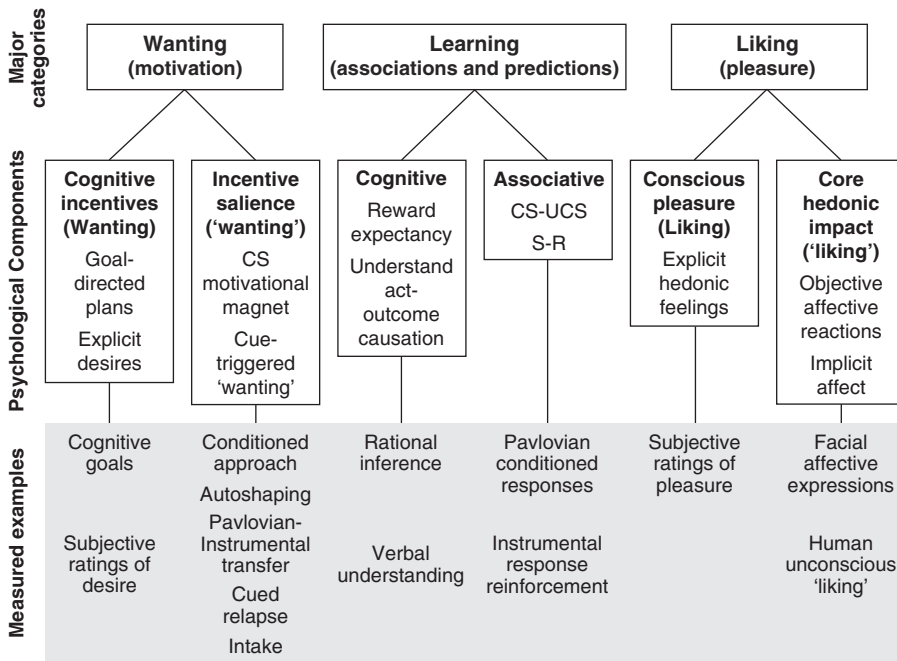 Major
categories
Wanting
(motivation)
Learning
(associations and predictions)
Liking
(pleasure)
Psychological Components
Cognitive
incentives
(Wanting)
Goal-
directed
plans
Explicit
desires
Incentive
salience
(‘wanting’)
CS
motivational
magnet
Cue-
triggered
‘wanting’
Cognitive
Reward
expectancy
Understand
act-
outcome
causation
Associative
CS-UCS
S-R
Conscious
pleasure
(Liking)
Explicit
hedonic
feelings
Core
hedonic
impact
(‘liking’)
Objective
affective
reactions
Implicit
affect
Measured examples
Cognitive
goals
Subjective
ratings of
desire
Conditioned
approach
Autoshaping
Pavlovian-
Instrumental
transfer
Cued
relapse
Intake
Rational
inference
Verbal
understanding
Pavlovian
conditioned
responses
Instrumental
response
reinforcement
Subjective
ratings of
pleasure
Facial
affective
expressions
Human
unconscious
‘liking’